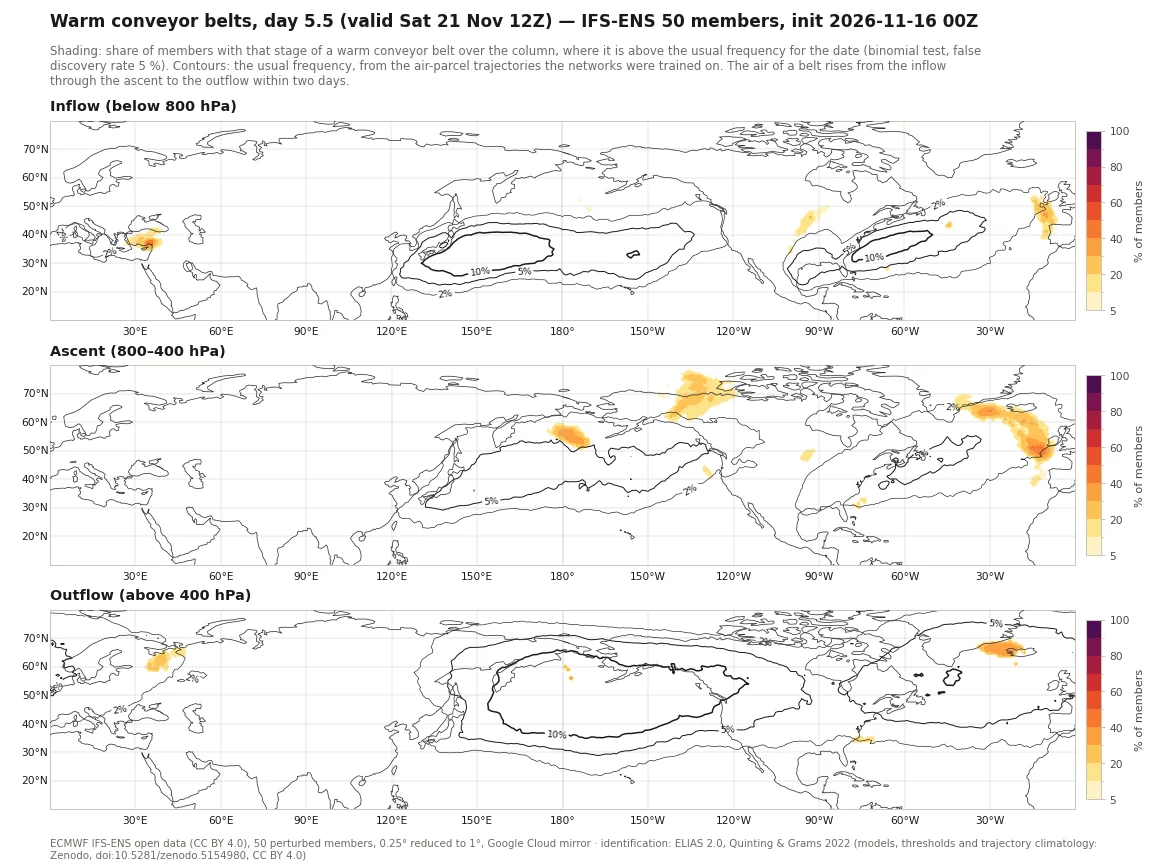 Warm conveyor belts, day 5.5 (valid Sat 21 Nov 12Z) — IFS-ENS 50 members, init 2026-11-16 00Z
Shading: share of members with that stage of a warm conveyor belt over the column, where it is above the usual frequency for the date (binomial test, false
discovery rate 5 %). Contours: the usual frequency, from the air-parcel trajectories the networks were trained on. The air of a belt rises from the inflow
through the ascent to the outflow within two days.
Inflow (below 800 hPa)
70°N
60°N
50°N
40°N
30°N
20°N
2%
10%
5%
2%
2%
10%
30°E
60°E
90°E
120°E
150°E
180°
150°W
120°W
90°W
60°W
30°W
100
80
60
40
20
5
% of members
Ascent (800–400 hPa)
70°N
60°N
50°N
40°N
30°N
20°N
5%
2%
2%
30°E
60°E
90°E
120°E
150°E
180°
150°W
120°W
90°W
60°W
30°W
100
80
60
40
20
5
% of members
Outflow (above 400 hPa)
70°N
60°N
50°N
40°N
30°N
20°N
2%
2%
10%
5%
2%
5%
30°E
60°E
90°E
120°E
150°E
180°
150°W
120°W
90°W
60°W
30°W
100
80
60
40
20
5
% of members
ECMWF IFS-ENS open data (CC BY 4.0), 50 perturbed members, 0.25° reduced to 1°, Google Cloud mirror · identification: ELIAS 2.0, Quinting & Grams 2022 (models, thresholds and trajectory climatology:
Zenodo, doi:10.5281/zenodo.5154980, CC BY 4.0)